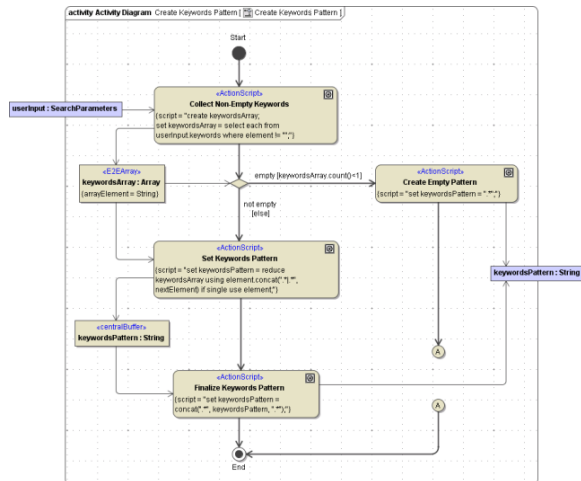 activity Activity Diagram Create Keywords Pattern [ Create Keywords Pattern ]
Start
«ActionScript»
Collect Non-Empty Keywords
(script = "create keywordsArray;
set keywordsArray = select each from
userInput.keywords where element != "";")
userInput : SearchParameters
«E2EArray»
keywordsArray : Array
{arrayElement = String}
empty [keywordsArray.count()<1]
«ActionScript»
Create Empty Pattern
(script = "set keywordsPattern = ".*";")
not empty
[else]
«ActionScript»
Set Keywords Pattern
(script = "set keywordsPattern = reduce
keywordsArray using element.concat(".*|.*",
nextElement) if single use element;")
keywordsPattern : String
«centralBuffer»
keywordsPattern : String
A
«ActionScript»
Finalize Keywords Pattern
(script = "set keywordsPattern =
concat(".*", keywordsPattern, ".*");")
A
End